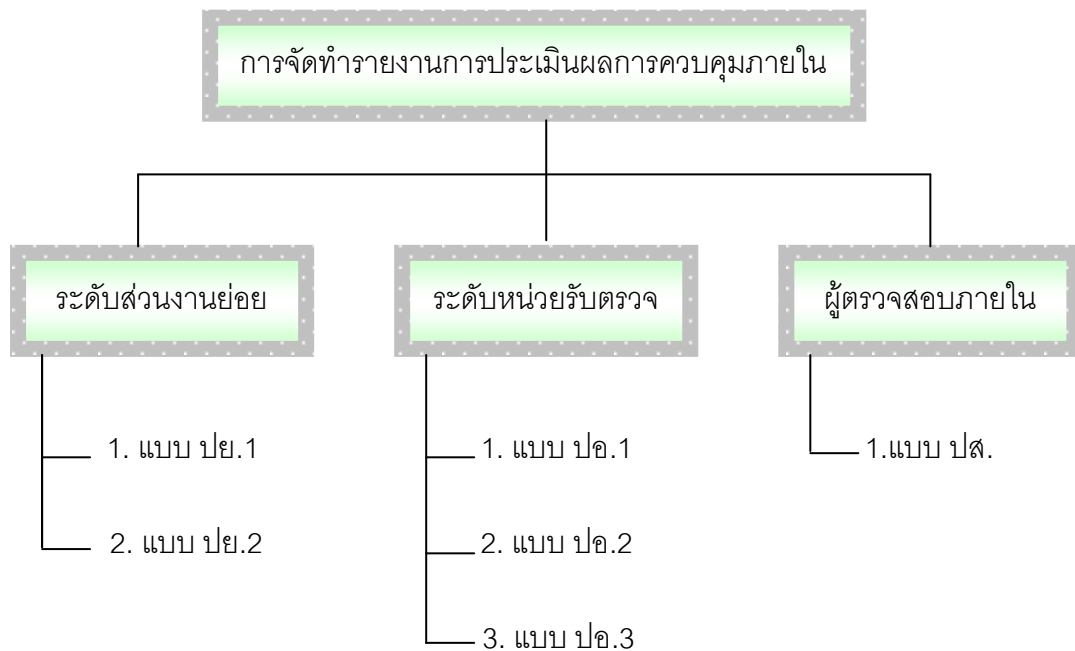 การจัดทำรายงานการประเมินผลการควบคุมภายใน
ระดับส่วนงานย่อย
1. แบบ ปย.1
2. แบบ ปย.2
ระดับหน่วยรับตรวจ
1. แบบ ปอ.1
2. แบบ ปอ.2
3. แบบ ปอ.3
ผู้ตรวจสอบภายใน
1.แบบ ปส.